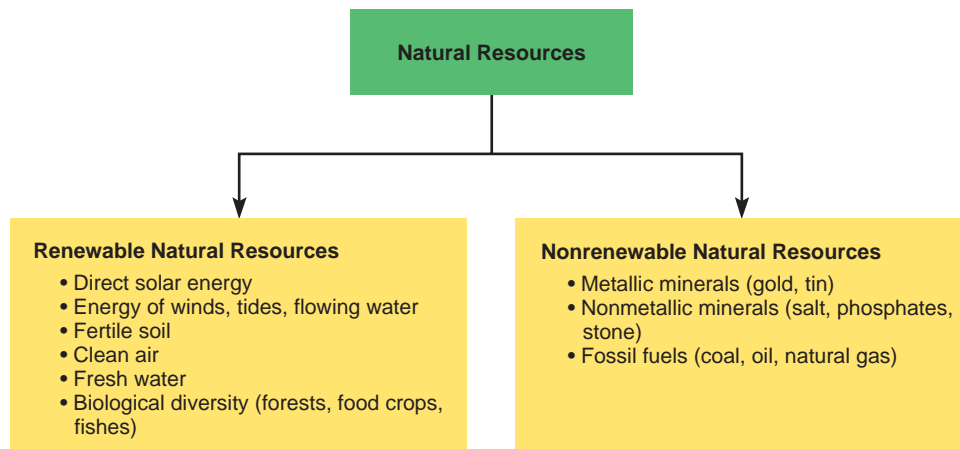 Natural Resources
Renewable Natural Resources
• Direct solar energy
• Energy of winds, tides, flowing water
• Fertile soil
• Clean air
• Fresh water
• Biological diversity (forests, food crops,
fishes)
Nonrenewable Natural Resources
• Metallic minerals (gold, tin)
• Nonmetallic minerals (salt, phosphates,
stone)
• Fossil fuels (coal, oil, natural gas)